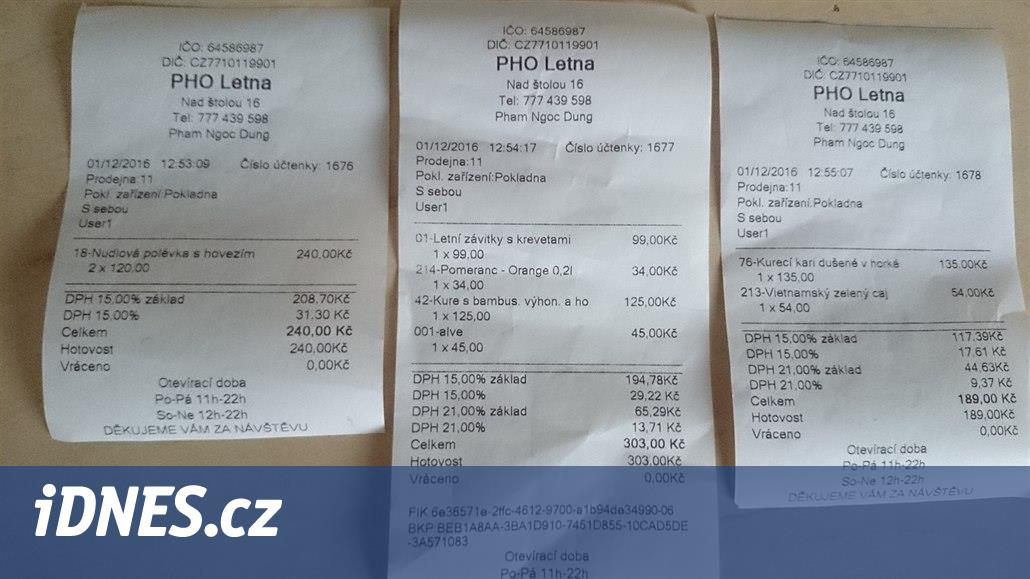 IČO: 64586987
DIČ: CZ7710119901
PHO Letna
Nad štolou 16
Tel: 777 439 598
Pham Ngoc Dung
01/12/2016 12:53:09 Číslo účtenky: 1676
Prodejna:11
Pokl. zařízení:Pokladna
S sebou
User1
18-Nudlová polévka s hovezím 240,00Kč
2 x 120,00
DPH 15,00% základ 208,70Kč
DPH 15,00% 31,30 Kč
Celkem 240,00 Kč
Hotovost 240,00Kč
Vráceno 0,00Kč
Otevírací doba
Po-Pá 11h-22h
So-Ne 12h-22h
DĚKUJEME VÁM ZA NÁVŠTĚVU
IČO: 64586987
DIČ: CZ7710119901
PHO Letna
Nad štolou 16
Tel: 777 439 598
Pham Ngoc Dung
01/12/2016 12:54:17 Číslo účtenky: 1677
Prodejna:11
Pokl. zařízení:Pokladna
S sebou
User1
01-Letní závitky s krevetami 99,00Kč
1 x 99,00
214-Pomeranc - Orange 0,2l 34,00Kč
1 x 34,00
42-Kure s bambus. výhon. a ho 125,00Kč
1 x 125,00
001-alve 45,00Kč
1 x 45,00
DPH 15,00% základ 194,78Kč
DPH 15,00% 29,22 Kč
DPH 21,00% základ 65,29Kč
DPH 21,00% 13,71 Kč
Celkem 303,00 Kč
Hotovost 303,00Kč
Vráceno 0,00Kč
FIK:6e36571e-2ffc-4612-9700-a1b94de34990-06
BKP:BEB1A8AA-3BA1D910-7451D855-10CAD5DE
-3A571083
Otevírací doba
Po-Pá 11h-22h
IČO: 64586987
DIČ: CZ7710119901
PHO Letna
Nad štolou 16
Tel: 777 439 598
Pham Ngoc Dung
01/12/2016 12:55:07 Číslo účtenky: 1678
Prodejna:11
Pokl. zařízení:Pokladna
S sebou
User1
76-Kurecí kari dušené v horké 135,00Kč
1 x 135,00
213-Vietnamský zelený caj 54,00Kč
1 x 54,00
DPH 15,00% základ 117,39Kč
DPH 15,00% 17,61 Kč
DPH 21,00% základ 44,63Kč
DPH 21,00% 9,37 Kč
Celkem 189,00 Kč
Hotovost 189,00Kč
Vráceno 0,00Kč
Otevírací doba
Po-Pá 11h-22h
So-Ne 12h-22h
DĚKUJEME VÁM ZA NÁVŠTĚVU
iDNES.cz